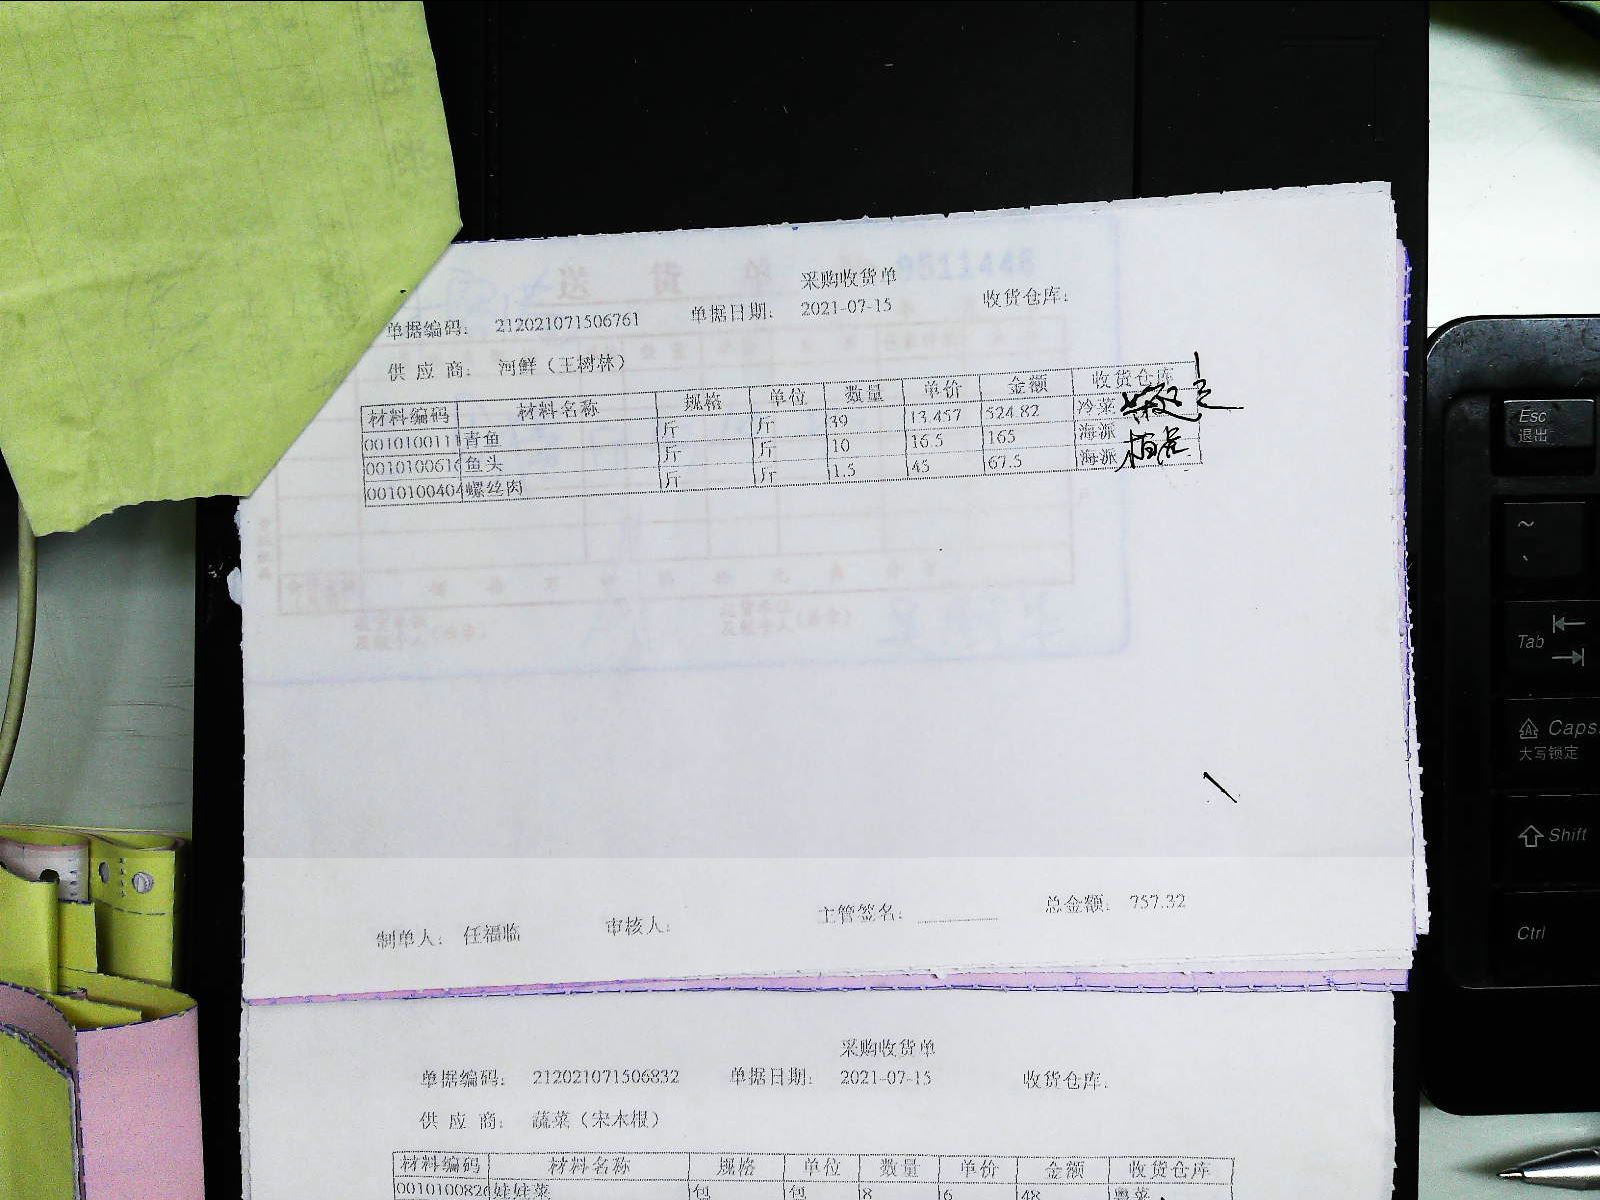 送 货 单 9511446
采购收货单
单据编码: 212021071506761 单据日期: 2021-07-15 收货仓库:
供 应 商: 河鲜（王树林）
材料编码 材料名称 规格 单位 数量 单价 金额 收货仓库
0010100111 青鱼 斤 斤 39 13.457 524.82 冷菜
001010061 鱼头 斤 斤 10 16.5 165 海派
0010100404 螺丝肉 斤 斤 1.5 45 67.5 海派
制单人: 任福临 审核人: 主管签名: 总金额: 757.32
采购收货单
单据编码: 212021071506832 单据日期: 2021-07-15 收货仓库:
供 应 商: 蔬菜（宋木根）
材料编码 材料名称 规格 单位 数量 单价 金额 收货仓库
001010082 娃娃菜 包 包 8 6 48 粤菜
Esc
退出
~
Tab
Caps
大写锁定
Shift
Ctrl